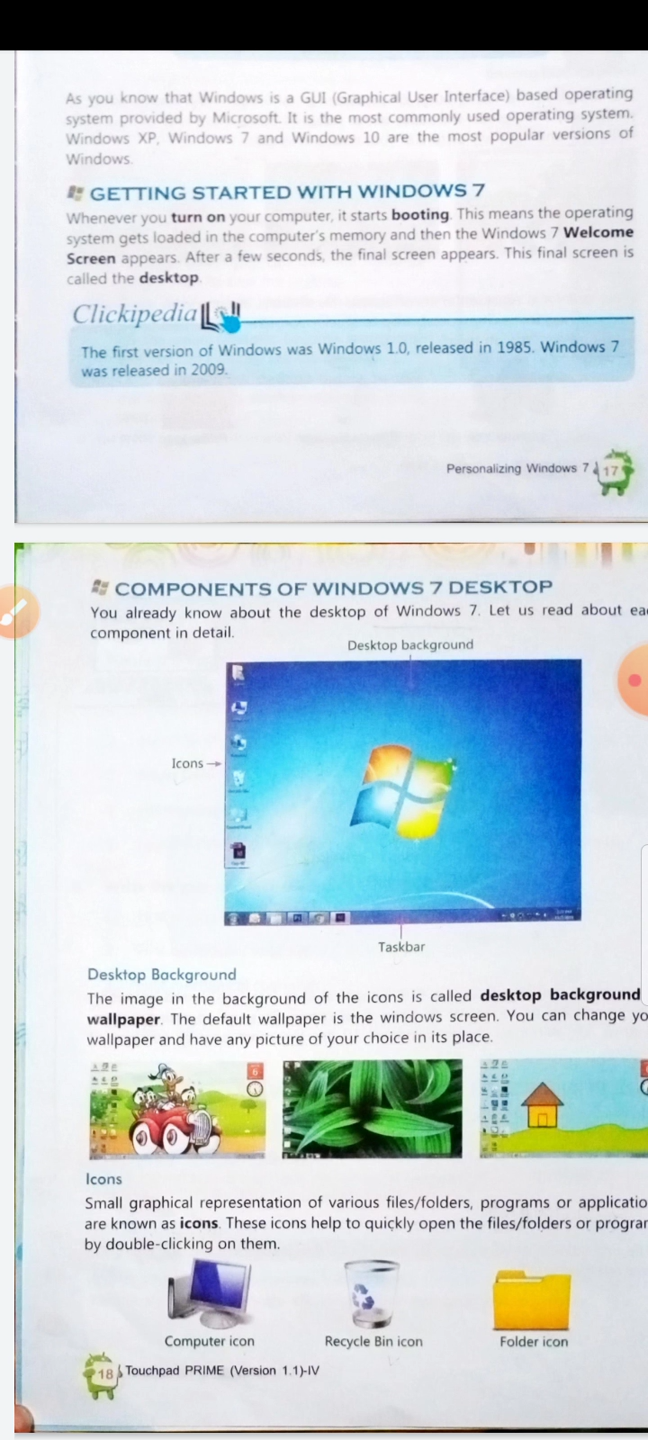 As you know that Windows is a GUI (Graphical User Interface) based operating
system provided by Microsoft. It is the most commonly used operating system.
Windows XP, Windows 7 and Windows 10 are the most popular versions of
Windows.
GETTING STARTED WITH WINDOWS 7
Whenever you turn on your computer, it starts booting. This means the operating
system gets loaded in the computer's memory and then the Windows 7 Welcome
Screen appears. After a few seconds, the final screen appears. This final screen is
called the desktop.
Clickipedia
The first version of Windows was Windows 1.0, released in 1985. Windows 7
was released in 2009.
Personalizing Windows 7 17
COMPONENTS OF WINDOWS 7 DESKTOP
You already know about the desktop of Windows 7. Let us read about ea
component in detail.
Desktop background
Icons
Taskbar
Desktop Background
The image in the background of the icons is called desktop background
wallpaper. The default wallpaper is the windows screen. You can change yo
wallpaper and have any picture of your choice in its place.
Icons
Small graphical representation of various files/folders, programs or applicatio
are known as icons. These icons help to quickly open the files/folders or progra
by double-clicking on them.
Computer icon Recycle Bin icon Folder icon
18 Touchpad PRIME (Version 1.1)-IV